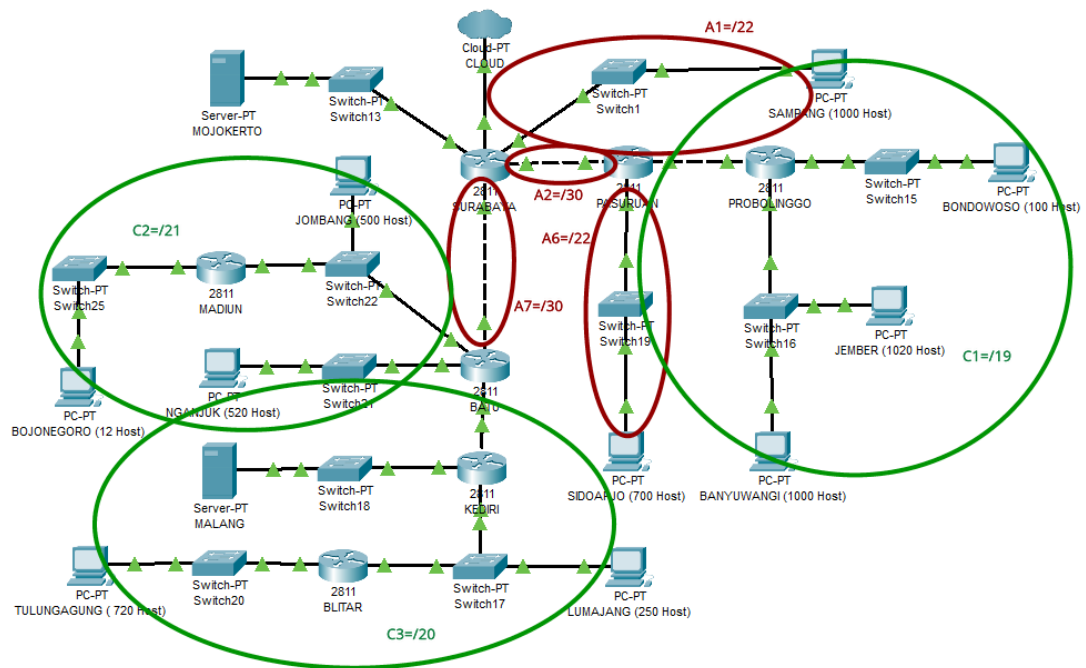 A1=/22
Cloud-PT
CLOUD
Switch-PT
Switch1
PC-PT
SAMPANG (1000 Host)
Switch-PT
Switch13
Server-PT
MOJOKERTO
2811
SURABAYA
A2=/30
2811
PASURUAN
2811
PROBOLINGGO
Switch-PT
Switch15
PC-PT
BONDOWOSO (100 Host)
PC-PT
JOMBANG (500 Host)
C2=/21
A6=/22
Switch-PT
Switch25
2811
MADIUN
Switch-PT
Switch22
A7=/30
Switch-PT
Switch19
Switch-PT
Switch16
PC-PT
JEMBER (1020 Host)
C1=/19
PC-PT
BOJONEGORO (12 Host)
PC-PT
NGANJUK (520 Host)
Switch-PT
Switch21
2811
BATU
Server-PT
MALANG
Switch-PT
Switch18
2811
KEDIRI
PC-PT
SIDOARJO (700 Host)
PC-PT
BANYUWANGI (1000 Host)
PC-PT
TULUNGAGUNG ( 720 Host)
Switch-PT
Switch20
2811
BLITAR
Switch-PT
Switch17
PC-PT
LUMAJANG (250 Host)
C3=/20